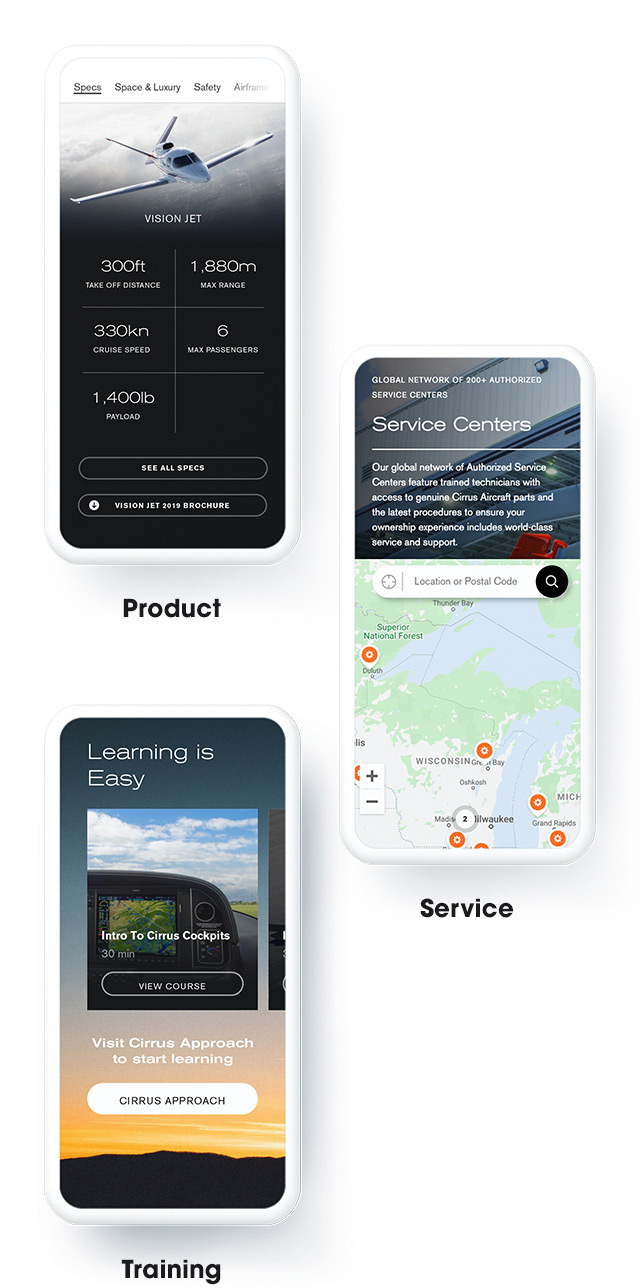 Specs Space & Luxury Safety Airframe
VISION JET
300ft 1,880m
TAKE OFF DISTANCE MAX RANGE
330kn 6
CRUISE SPEED MAX PASSENGERS
1,400lb
PAYLOAD
SEE ALL SPECS
VISION JET 2019 BROCHURE
Product
GLOBAL NETWORK OF 200+ AUTHORIZED
SERVICE CENTERS
Service Centers
Our global network of Authorized Service
Centers feature trained technicians with
access to genuine Cirrus Aircraft parts and
the latest procedures to ensure your
ownership experience includes world-class
service and support.
Location or Postal Code
Thunder Bay
Superior
National Forest
Duluth
lis
WISCONSIN Green Bay
+
Oshkosh
MICH
−
Madis 2 Milwaukee Grand Rapids
Service
Learning is
Easy
Intro To Cirrus Cockpits
30 min
VIEW COURSE
Visit Cirrus Approach
to start learning
CIRRUS APPROACH
Training